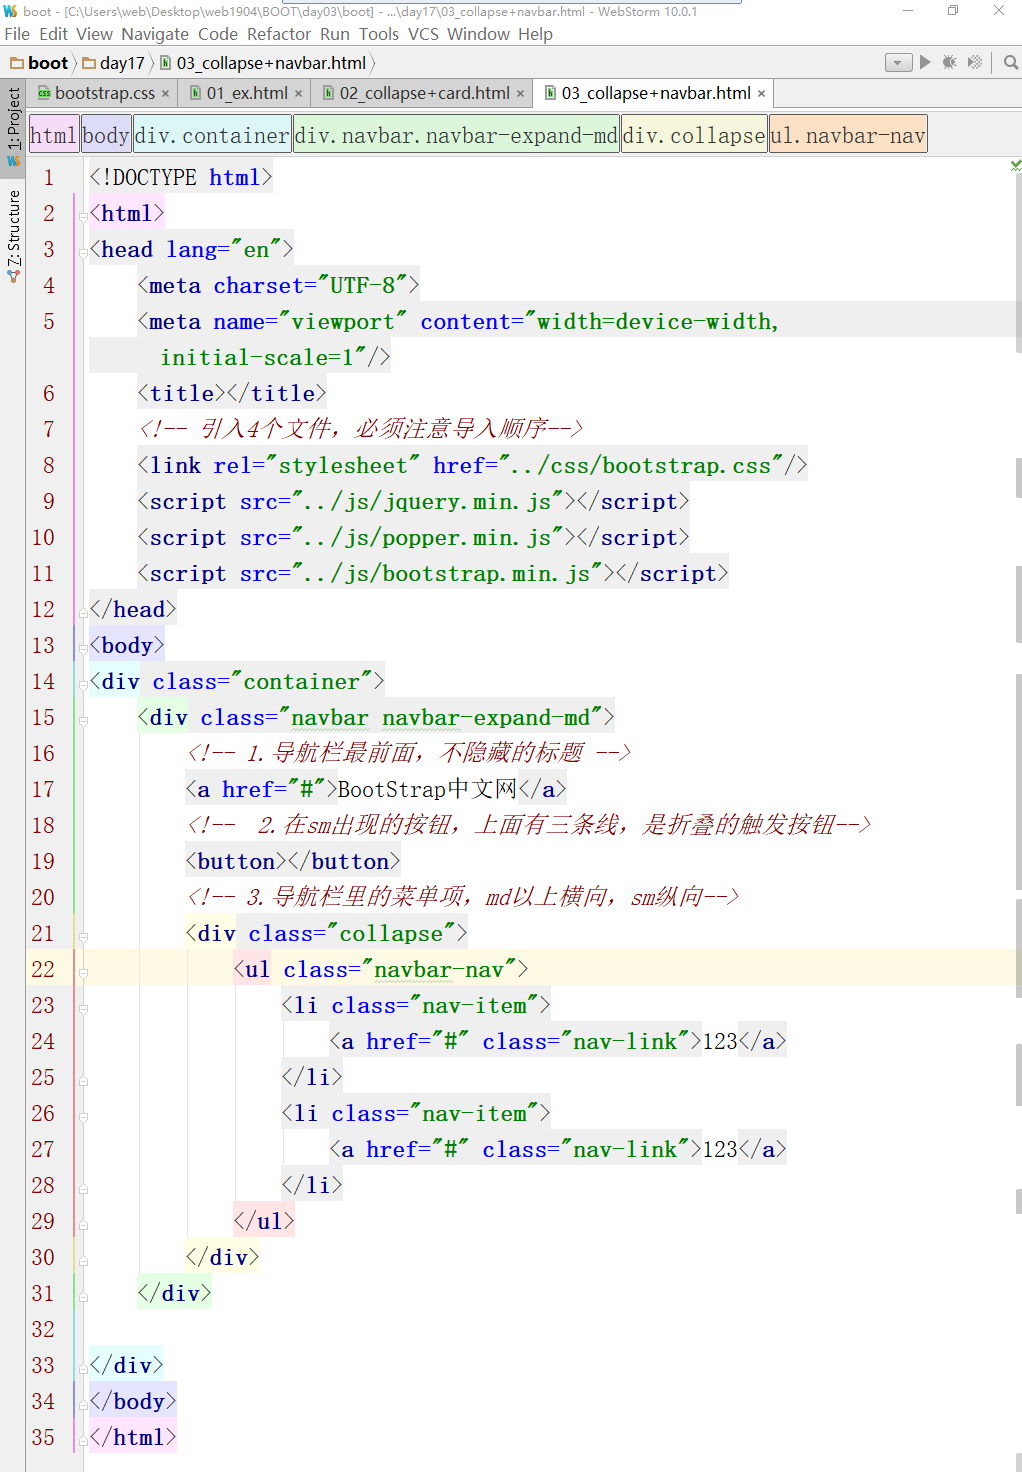 boot - [C:\Users\web\Desktop\web1904\BOOT\day03\boot] - ...\day17\03_collapse+navbar.html - WebStorm 10.0.1
File Edit View Navigate Code Refactor Run Tools VCS Window Help
boot day17 03_collapse+navbar.html
1: Project
7: Structure
bootstrap.css × 01_ex.html × 02_collapse+card.html × 03_collapse+navbar.html ×
html body div.container div.navbar.navbar-expand-md div.collapse ul.navbar-nav
1 <!DOCTYPE html>
2 <html>
3 <head lang="en">
4 <meta charset="UTF-8">
5 <meta name="viewport" content="width=device-width,
initial-scale=1"/>
6 <title></title>
7 <!-- 引入4个文件，必须注意导入顺序-->
8 <link rel="stylesheet" href="../css/bootstrap.css"/>
9 <script src="../js/jquery.min.js"></script>
10 <script src="../js/popper.min.js"></script>
11 <script src="../js/bootstrap.min.js"></script>
12 </head>
13 <body>
14 <div class="container">
15 <div class="navbar navbar-expand-md">
16 <!-- 1.导航栏最前面，不隐藏的标题 -->
17 <a href="#">BootStrap中文网</a>
18 <!--  2.在sm出现的按钮，上面有三条线，是折叠的触发按钮-->
19 <button></button>
20 <!-- 3.导航栏里的菜单项，md以上横向，sm纵向-->
21 <div class="collapse">
22 <ul class="navbar-nav">
23 <li class="nav-item">
24 <a href="#" class="nav-link">123</a>
25 </li>
26 <li class="nav-item">
27 <a href="#" class="nav-link">123</a>
28 </li>
29 </ul>
30 </div>
31 </div>
32
33 </div>
34 </body>
35 </html>